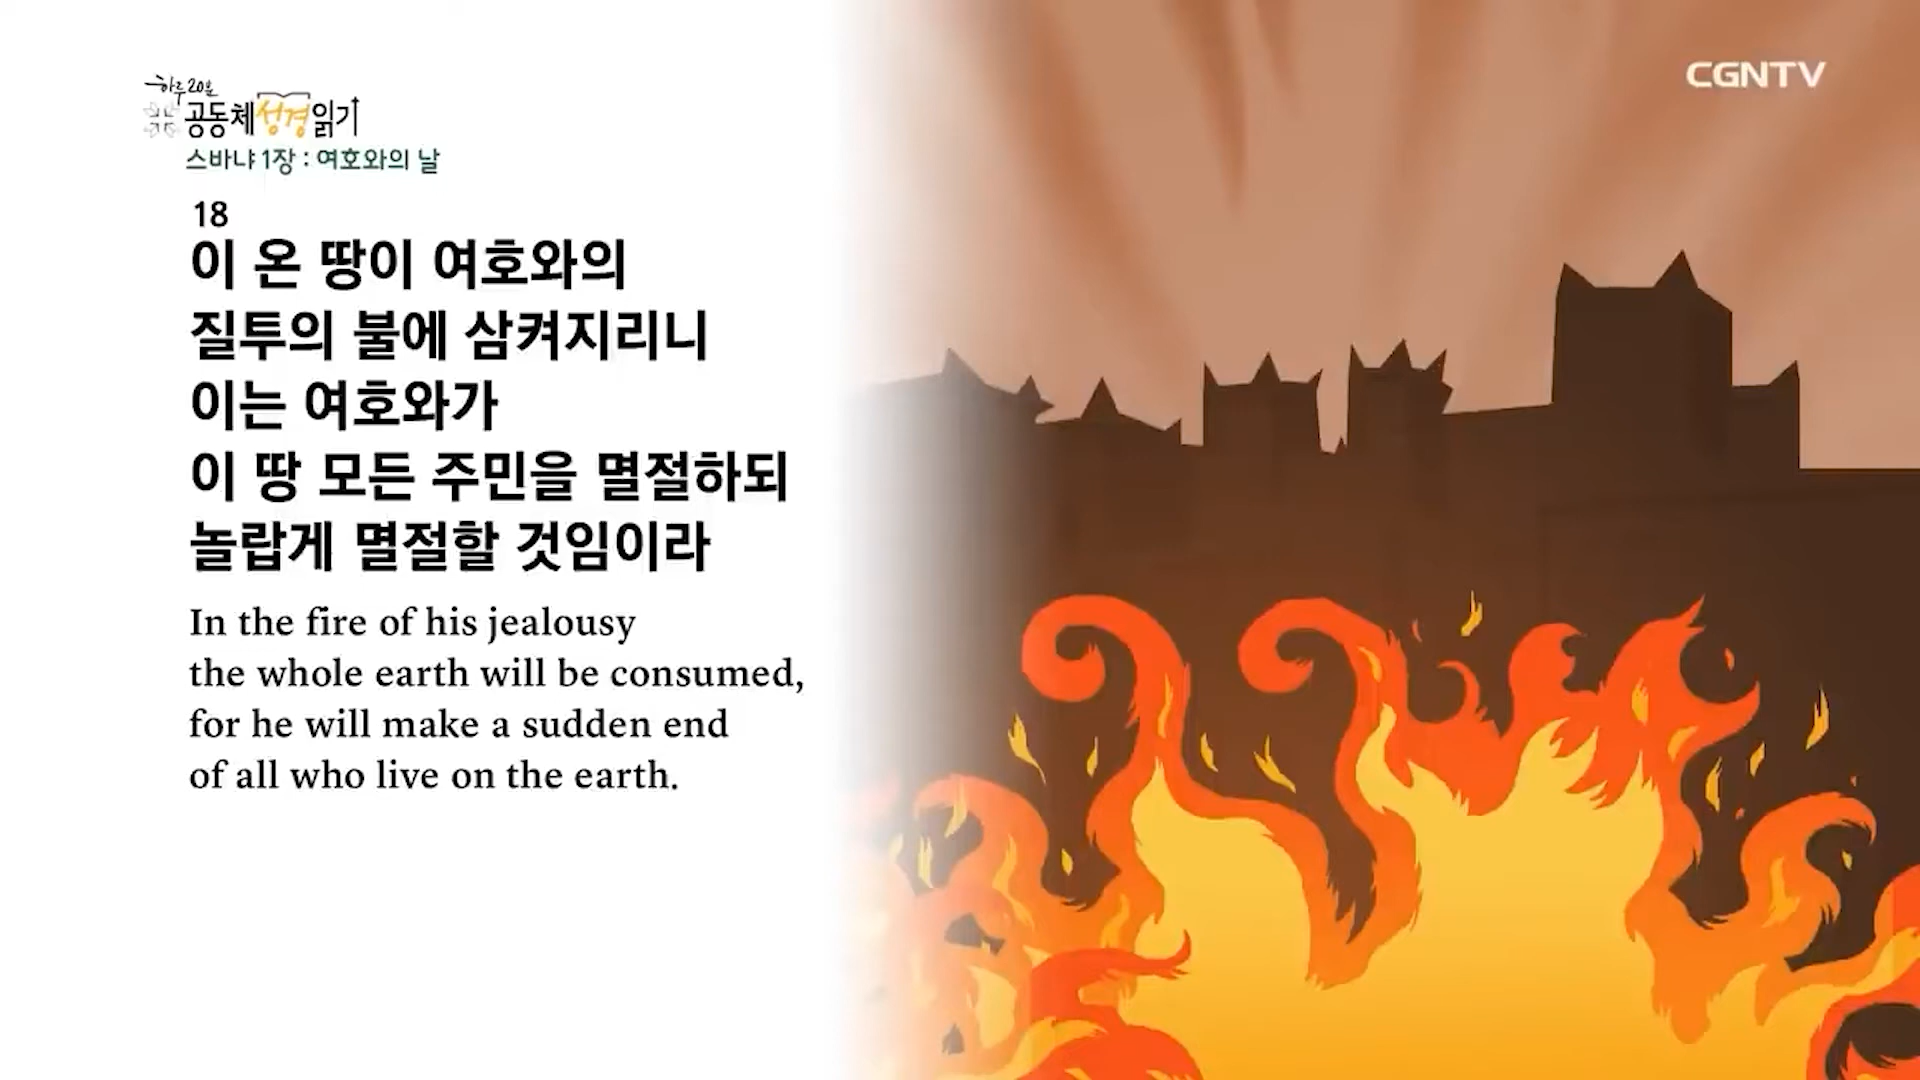 하루 20분
공동체성경읽기
스바냐 1장 : 여호와의 날
CGNTV
18
이 온 땅이 여호와의
질투의 불에 삼켜지리니
이는 여호와가
이 땅 모든 주민을 멸절하되
놀랍게 멸절할 것임이라
In the fire of his jealousy
the whole earth will be consumed,
for he will make a sudden end
of all who live on the earth.